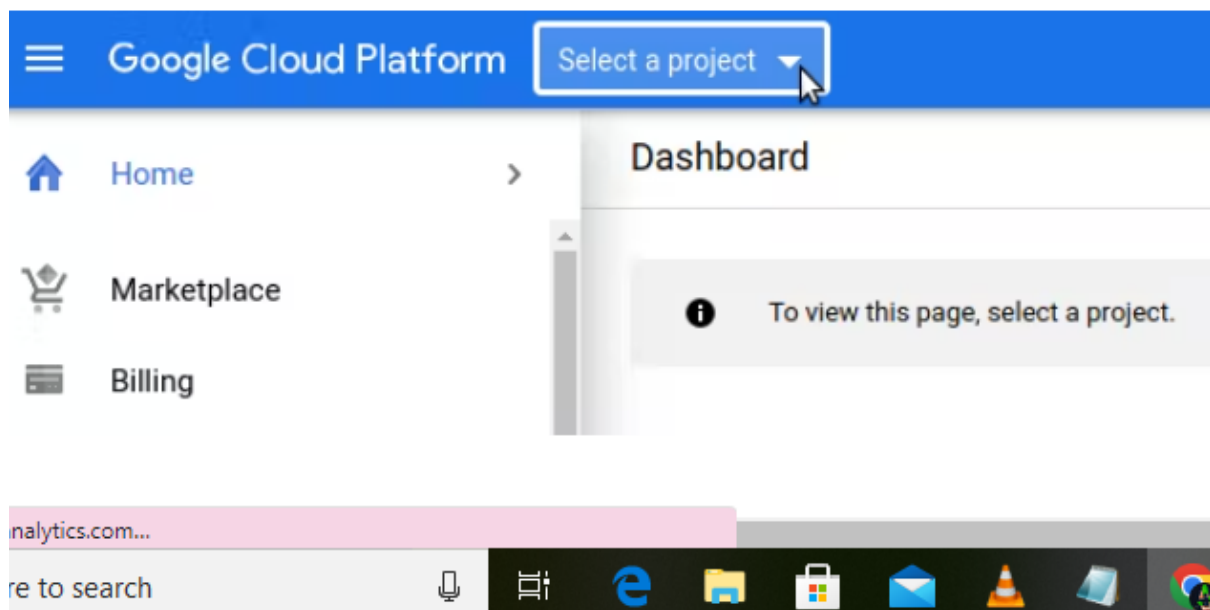 Google Cloud Platform Select a project
Home
Dashboard
Marketplace
To view this page, select a project.
Billing
nalytics.com...
re to search